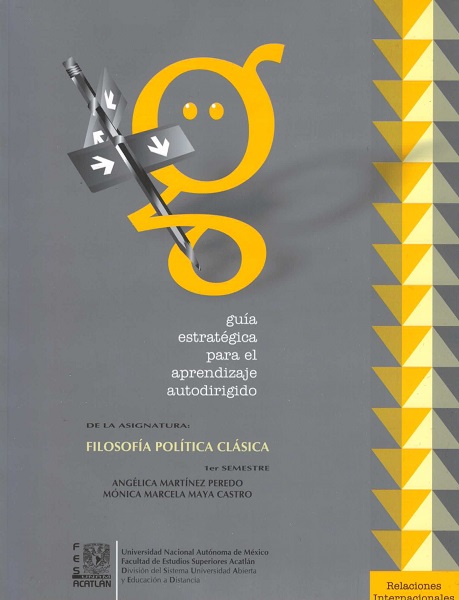 guía
estratégica
para el
aprendizaje
autodirigido
DE LA ASIGNATURA:
FILOSOFÍA POLÍTICA CLÁSICA
1er SEMESTRE
ANGÉLICA MARTÍNEZ PEREDO
MÓNICA MARCELA MAYA CASTRO
FES
ACATLÁN
Universidad Nacional Autónoma de México
Facultad de Estudios Superiores Acatlán
División del Sistema Universidad Abierta
y Educación a Distancia
Relaciones
Internacionales